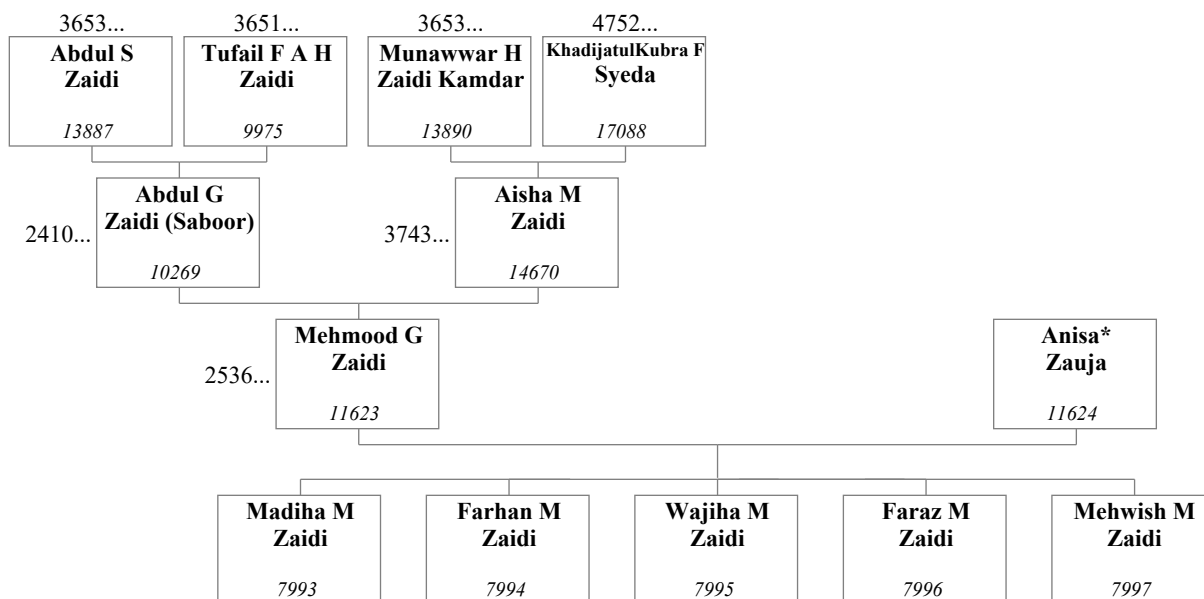 3653... 3651... 3653... 4752...
Abdul S
Zaidi
13887
Tufail F A H
Zaidi
9975
Munawwar H
Zaidi Kamdar
13890
KhadijatulKubra F
Syeda
17088
2410...
Abdul G
Zaidi (Saboor)
10269
3743...
Aisha M
Zaidi
14670
2536...
Mehmood G
Zaidi
11623
Anisa*
Zauja
11624
Madiha M
Zaidi
7993
Farhan M
Zaidi
7994
Wajiha M
Zaidi
7995
Faraz M
Zaidi
7996
Mehwish M
Zaidi
7997